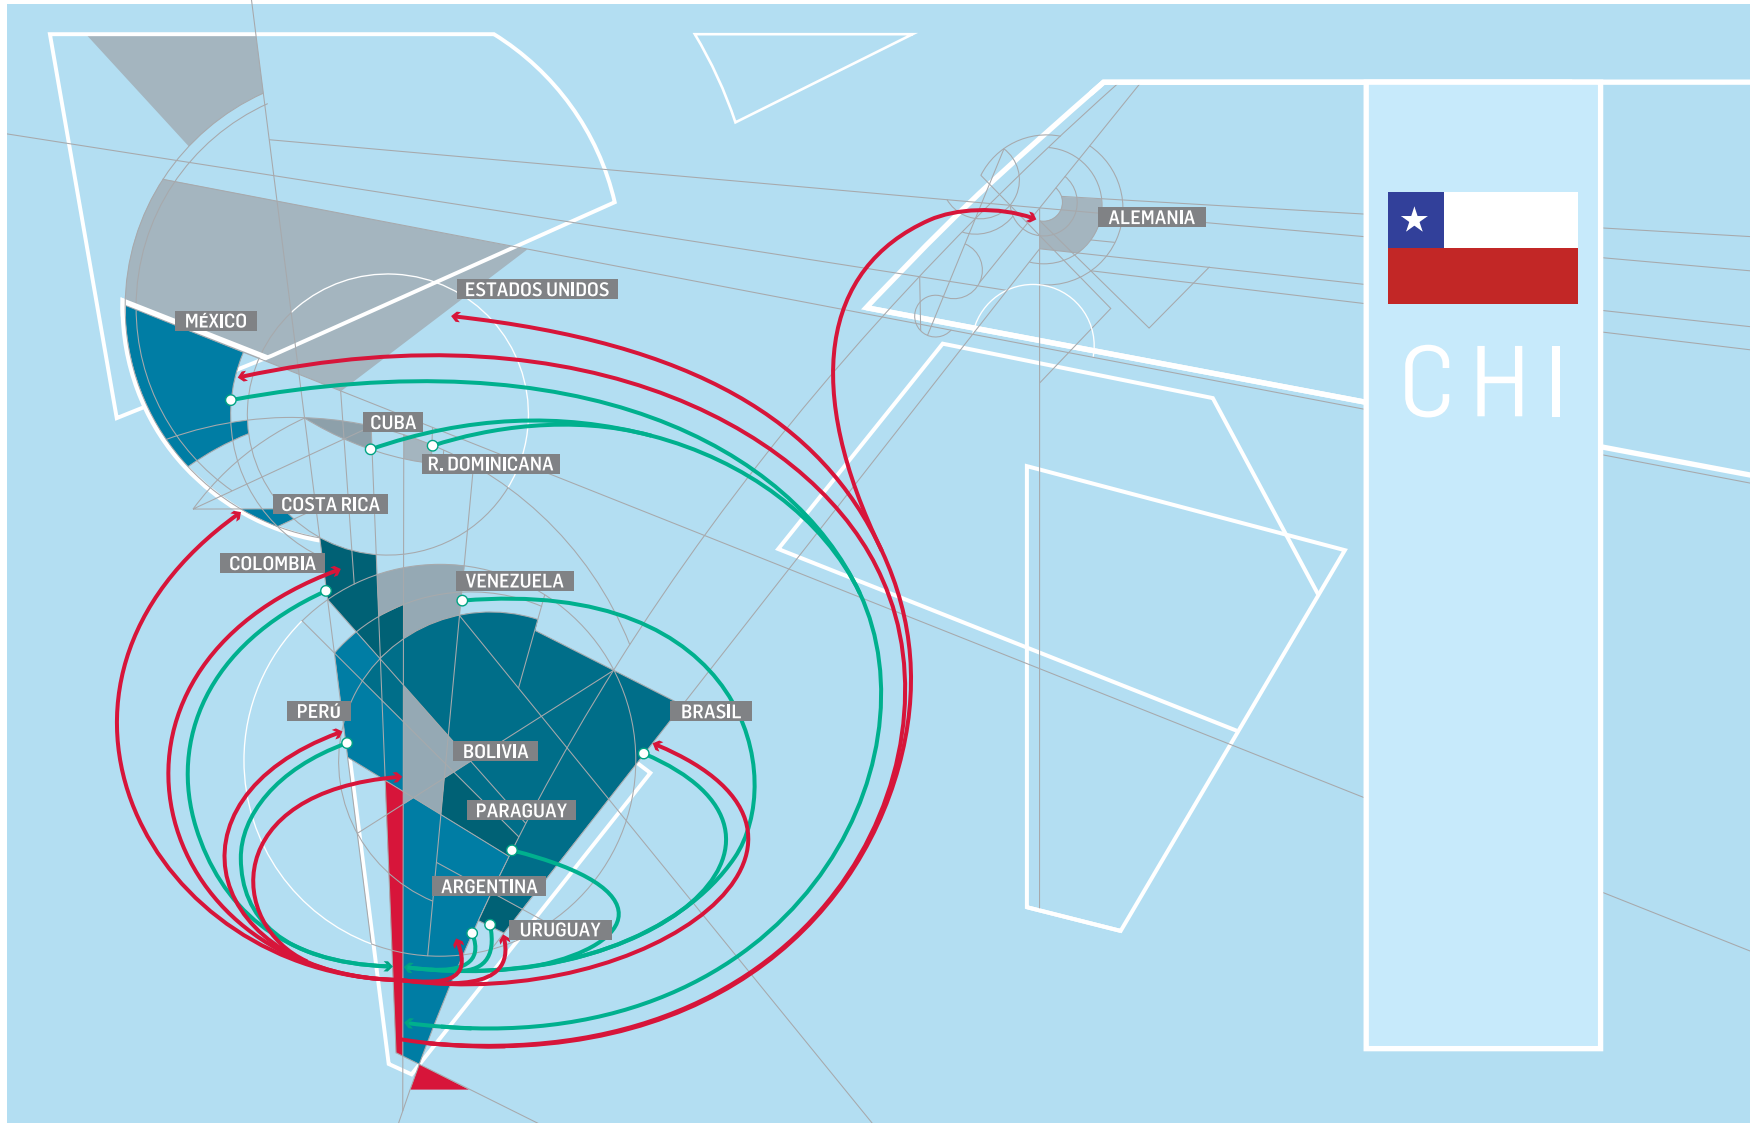 ALEMANIA
ESTADOS UNIDOS
MÉXICO
CHI
CUBA
R. DOMINICANA
COSTA RICA
COLOMBIA
VENEZUELA
PERÚ
BRASIL
BOLIVIA
PARAGUAY
ARGENTINA
URUGUAY